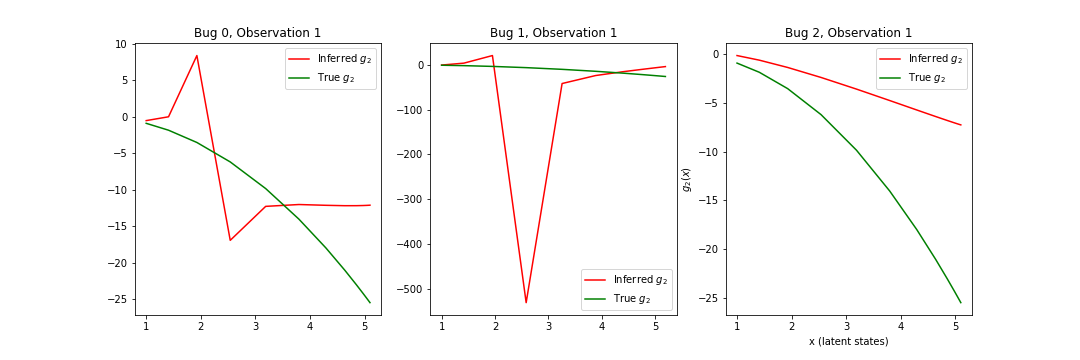 Bug 0, Observation 1
Inferred g₂
True g₂
10
5
0
−5
−10
−15
−20
−25
1 2 3 4 5
Bug 1, Observation 1
0
−100
−200
−300
−400
−500
Inferred g₂
True g₂
1 2 3 4 5
Bug 2, Observation 1
Inferred g₂
True g₂
g₂(x)
0
−5
−10
−15
−20
−25
1 2 3 4 5
x (latent states)